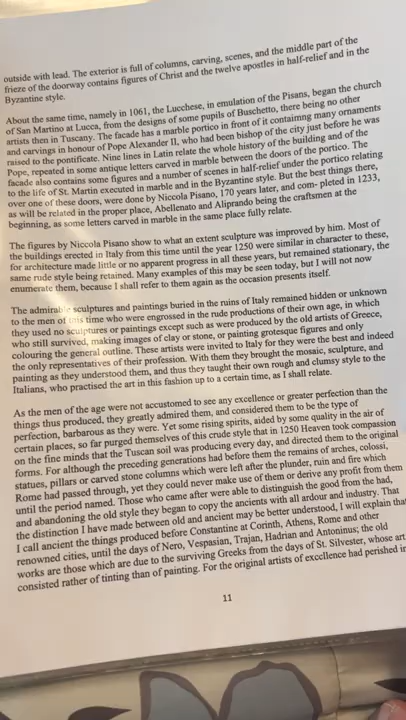 outside with lead. The exterior is full of columns, carving, scenes, and the middle part of the
frieze of the doorway contains figures of Christ and the twelve apostles in half-relief and in the
Byzantine style.
About the same time, namely in 1061, the Lucchese, in emulation of the Pisans, began the church
of San Martino at Lucca, from the designs of some pupils of Buschetto, there being no other
artists then in Tuscany. The facade has a marble portico in front of it containing many ornaments
and carvings in honour of Pope Alexander II, who had been bishop of the city just before he was
raised to the pontificate. Nine lines in Latin relate the whole history of the building and of the
Pope, repeated in some antique letters carved in marble between the doors of the portico. The
facade also contains some figures and a number of scenes in half-relief under the portico relating
to the life of St. Martin executed in marble and in the Byzantine style. But the best things there,
over one of these doors, were done by Niccola Pisano, 170 years later, and com- pleted in 1233,
as will be related in the proper place, Abellenato and Aliprando being the craftsmen at the
beginning, as some letters carved in marble in the same place fully relate.
The figures by Niccola Pisano show to what an extent sculpture was improved by him. Most of
the buildings erected in Italy from this time until the year 1250 were similar in character to these,
for architecture made little or no apparent progress in all these years, but remained stationary, the
same rude style being retained. Many examples of this may be seen today, but I will not now
enumerate them, because I shall refer to them again as the occasion presents itself.
The admirable sculptures and paintings buried in the ruins of Italy remained hidden or unknown
to the men of this time who were engrossed in the rude productions of their own age, in which
they used no sculptures or paintings except such as were produced by the old artists of Greece,
who still survived, making images of clay or stone, or painting grotesque figures and only
colouring the general outline. These artists were invited to Italy for they were the best and indeed
the only representatives of their profession. With them they brought the mosaic, sculpture, and
painting as they understood them, and thus they taught their own rough and clumsy style to the
Italians, who practised the art in this fashion up to a certain time, as I shall relate.
As the men of the age were not accustomed to see any excellence or greater perfection than the
things thus produced, they greatly admired them, and considered them to be the type of
perfection, barbarous as they were. Yet some rising spirits, aided by some quality in the air of
certain places, so far purged themselves of this crude style that in 1250 Heaven took compassion
on the fine minds that the Tuscan soil was producing every day, and directed them to the original
forms. For although the preceding generations had before them the remains of arches, colossi,
statues, pillars or carved stone columns which were left after the plunder, ruin and fire which
Rome had passed through, yet they could never make use of them or derive any profit from them
until the period named. Those who came after were able to distinguish the good from the bad,
and abandoning the old style they began to copy the ancients with all ardour and industry. That
the distinction I have made between old and ancient may be better understood, I will explain that
I call ancient the things produced before Constantine at Corinth, Athens, Rome and other
renowned cities, until the days of Nero, Vespasian, Trajan, Hadrian and Antoninus; the old
works are those which are due to the surviving Greeks from the days of St. Silvester, whose art
consisted rather of tinting than of painting. For the original artists of excellence had perished in
11